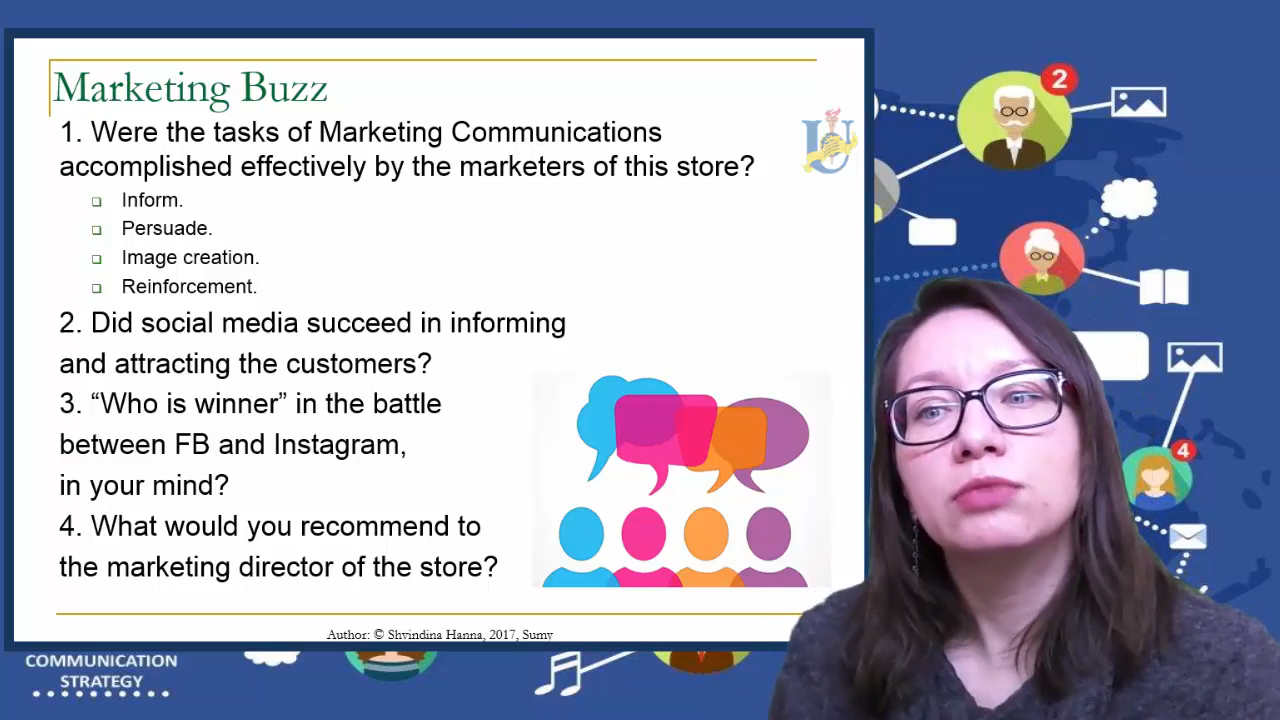 Marketing Buzz
1. Were the tasks of Marketing Communications
accomplished effectively by the marketers of this store?
Inform.
Persuade.
Image creation.
Reinforcement.
2. Did social media succeed in informing
and attracting the customers?
3. “Who is winner” in the battle
between FB and Instagram,
in your mind?
4. What would you recommend to
the marketing director of the store?
Author: © Shvindina Hanna, 2017, Sumy
2
4
COMMUNICATION
STRATEGY